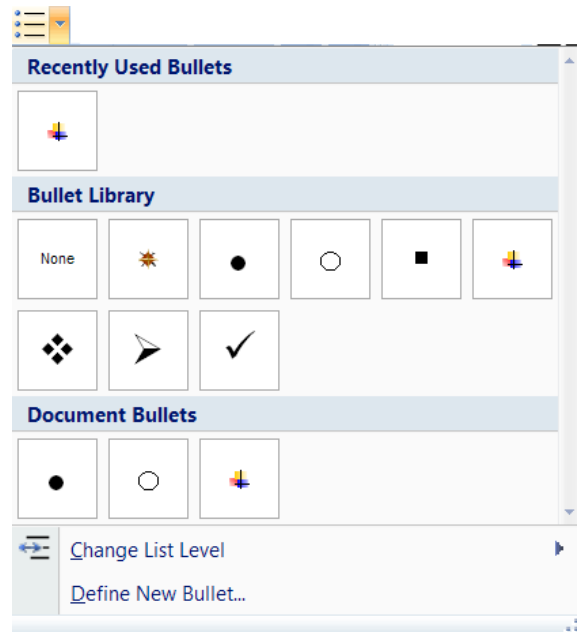 Recently Used Bullets
Bullet Library
None
Document Bullets
Change List Level
Define New Bullet...